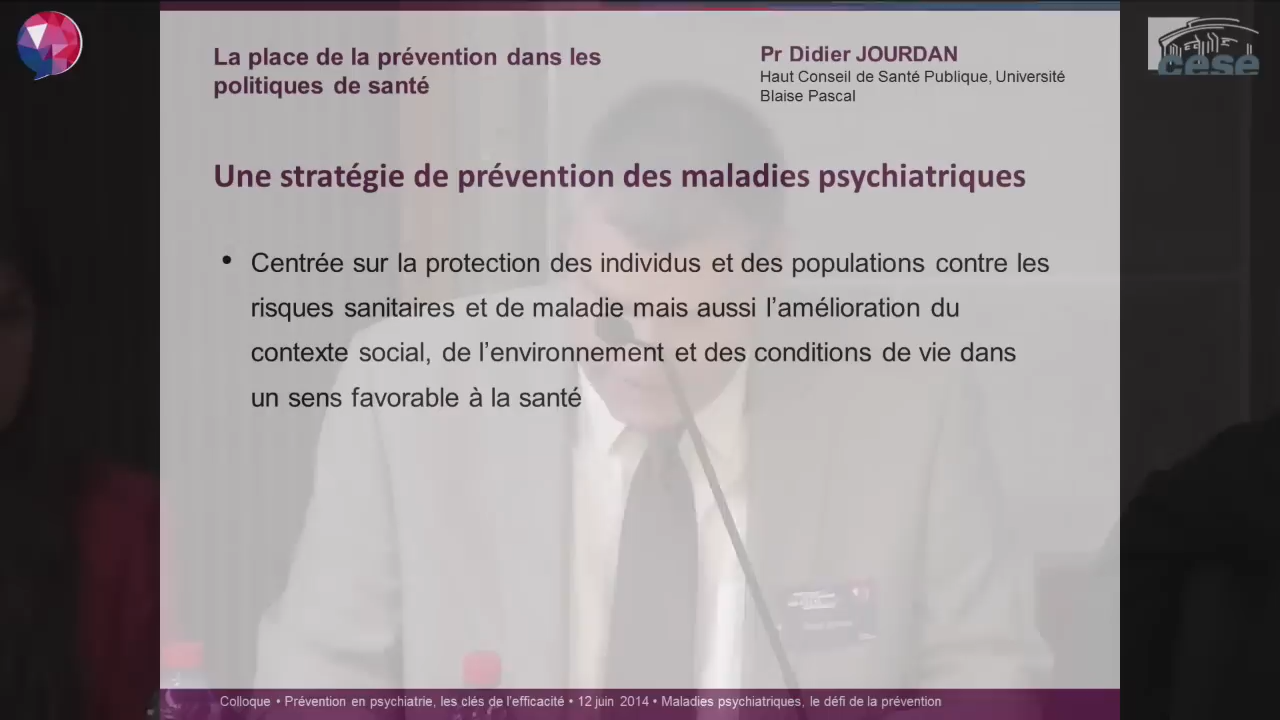 La place de la prévention dans les
politiques de santé
Pr Didier JOURDAN
Haut Conseil de Santé Publique, Université
Blaise Pascal
cese
Une stratégie de prévention des maladies psychiatriques
• Centrée sur la protection des individus et des populations contre les
risques sanitaires et de maladie mais aussi l’amélioration du
contexte social, de l’environnement et des conditions de vie dans
un sens favorable à la santé
Colloque • Prévention en psychiatrie, les clés de l'efficacité • 12 juin 2014 • Maladies psychiatriques, le défi de la prévention